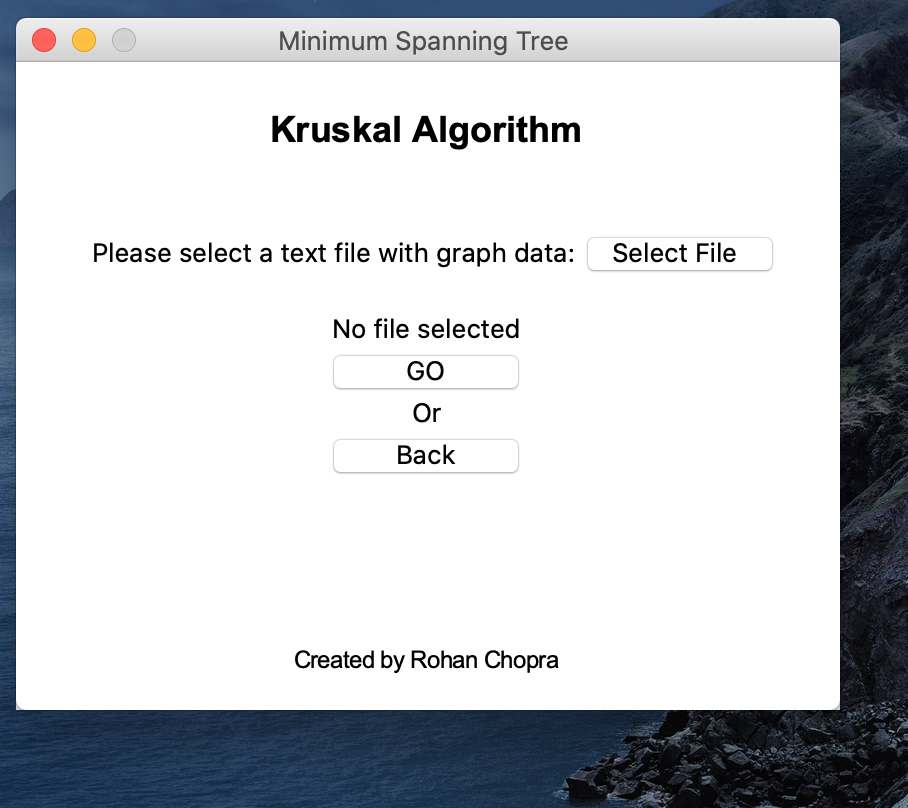 Minimum Spanning Tree
Kruskal Algorithm
Please select a text file with graph data: Select File
No file selected
GO
Or
Back
Created by Rohan Chopra